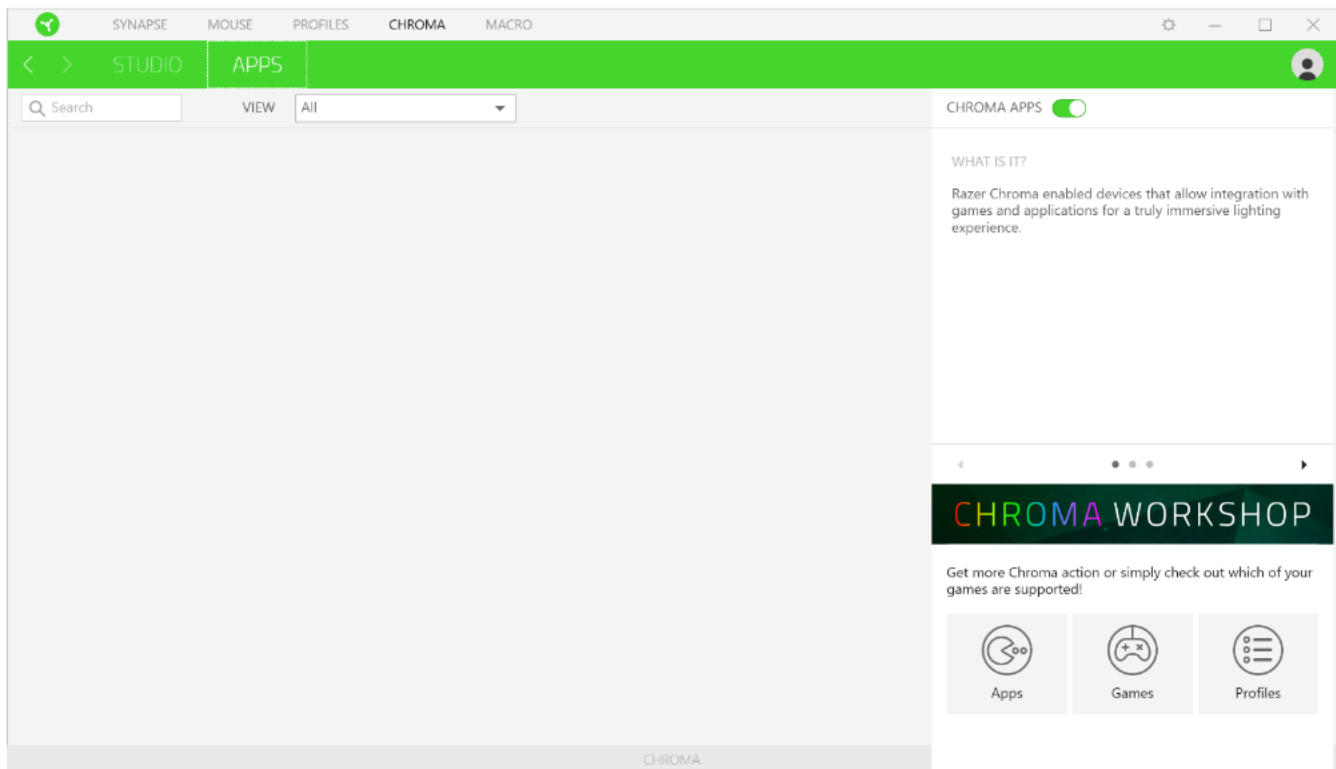 SYNAPSE MOUSE PROFILES CHROMA MACRO
STUDIO APPS
Search VIEW All
CHROMA APPS
WHAT IS IT?
Razer Chroma enabled devices that allow integration with
games and applications for a truly immersive lighting
experience.
CHROMA WORKSHOP
Get more Chroma action or simply check out which of your
games are supported!
Apps Games Profiles
CHROMA